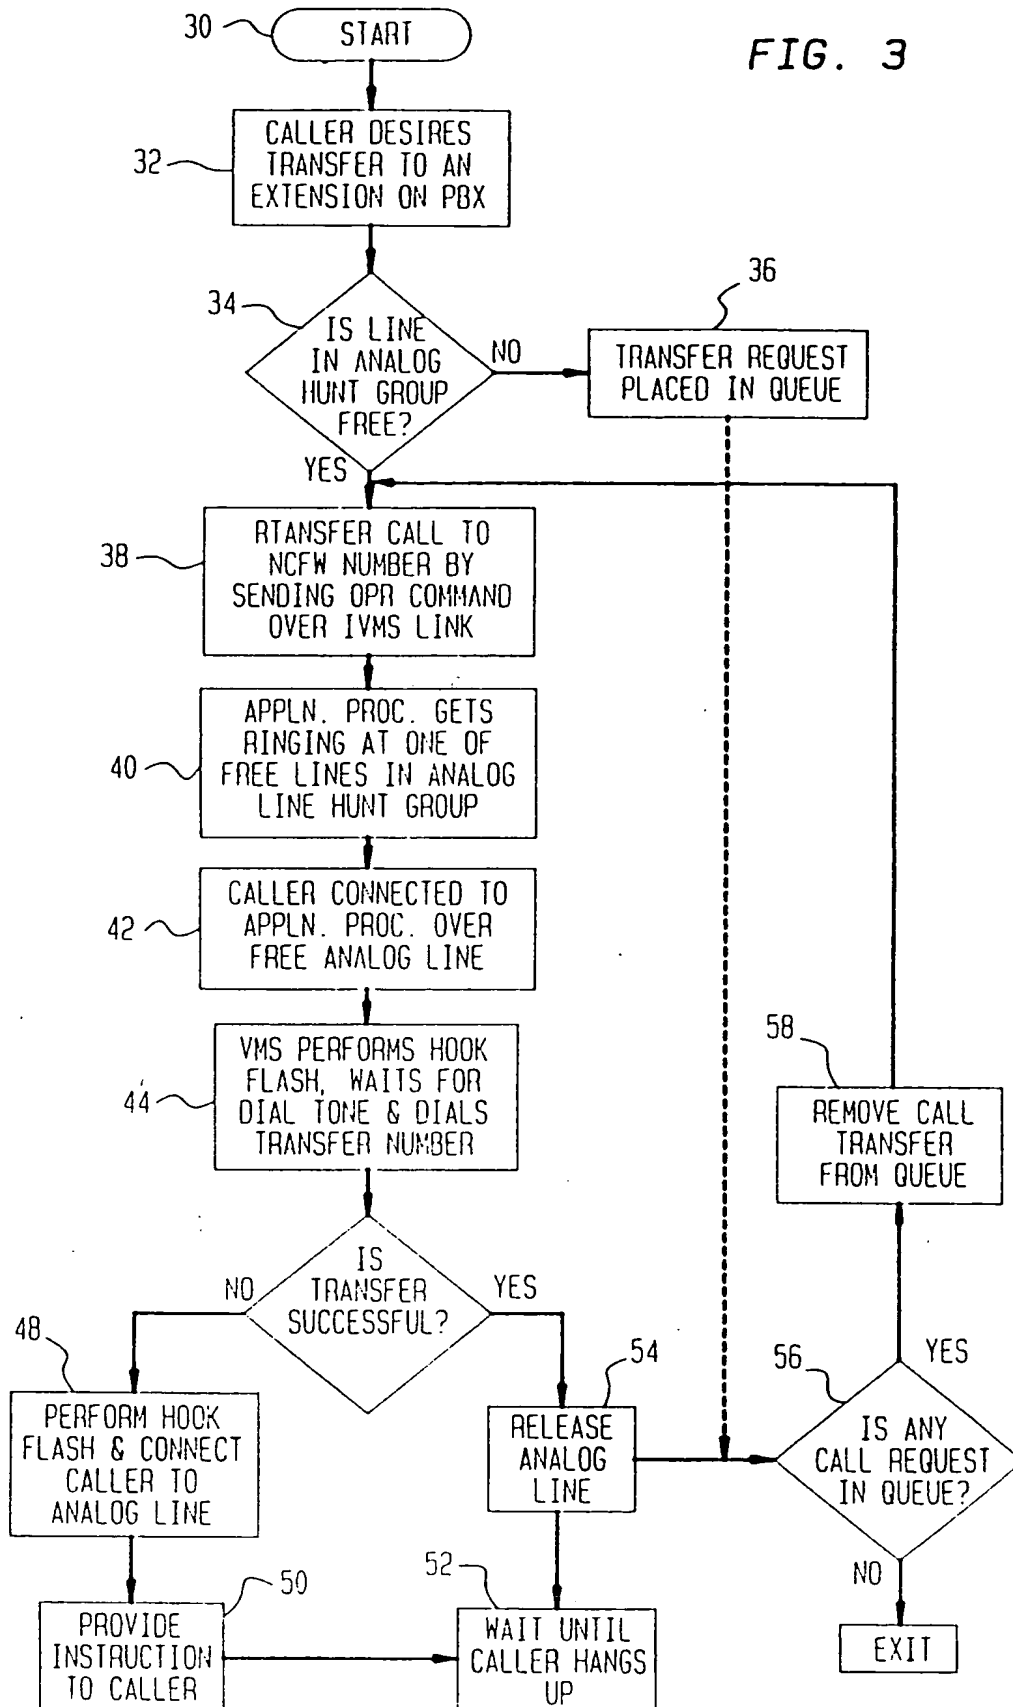 FIG. 3
30
START
32
CALLER DESIRES
TRANSFER TO AN
EXTENSION ON PBX
34
IS LINE
IN ANALOG
HUNT GROUP
FREE?
NO
YES
36
TRANSFER REQUEST
PLACED IN QUEUE
38
RTANSFER CALL TO
NCFW NUMBER BY
SENDING OPR COMMAND
OVER IVMS LINK
40
APPLN. PROC. GETS
RINGING AT ONE OF
FREE LINES IN ANALOG
LINE HUNT GROUP
42
CALLER CONNECTED TO
APPLN. PROC. OVER
FREE ANALOG LINE
44
VMS PERFORMS HOOK
FLASH, WAITS FOR
DIAL TONE & DIALS
TRANSFER NUMBER
IS
TRANSFER
SUCCESSFUL?
NO
YES
48
PERFORM HOOK
FLASH & CONNECT
CALLER TO
ANALOG LINE
50
PROVIDE
INSTRUCTION
TO CALLER
54
RELEASE
ANALOG
LINE
52
WAIT UNTIL
CALLER HANGS
UP
58
REMOVE CALL
TRANSFER
FROM QUEUE
56
YES
IS ANY
CALL REQUEST
IN QUEUE?
NO
EXIT